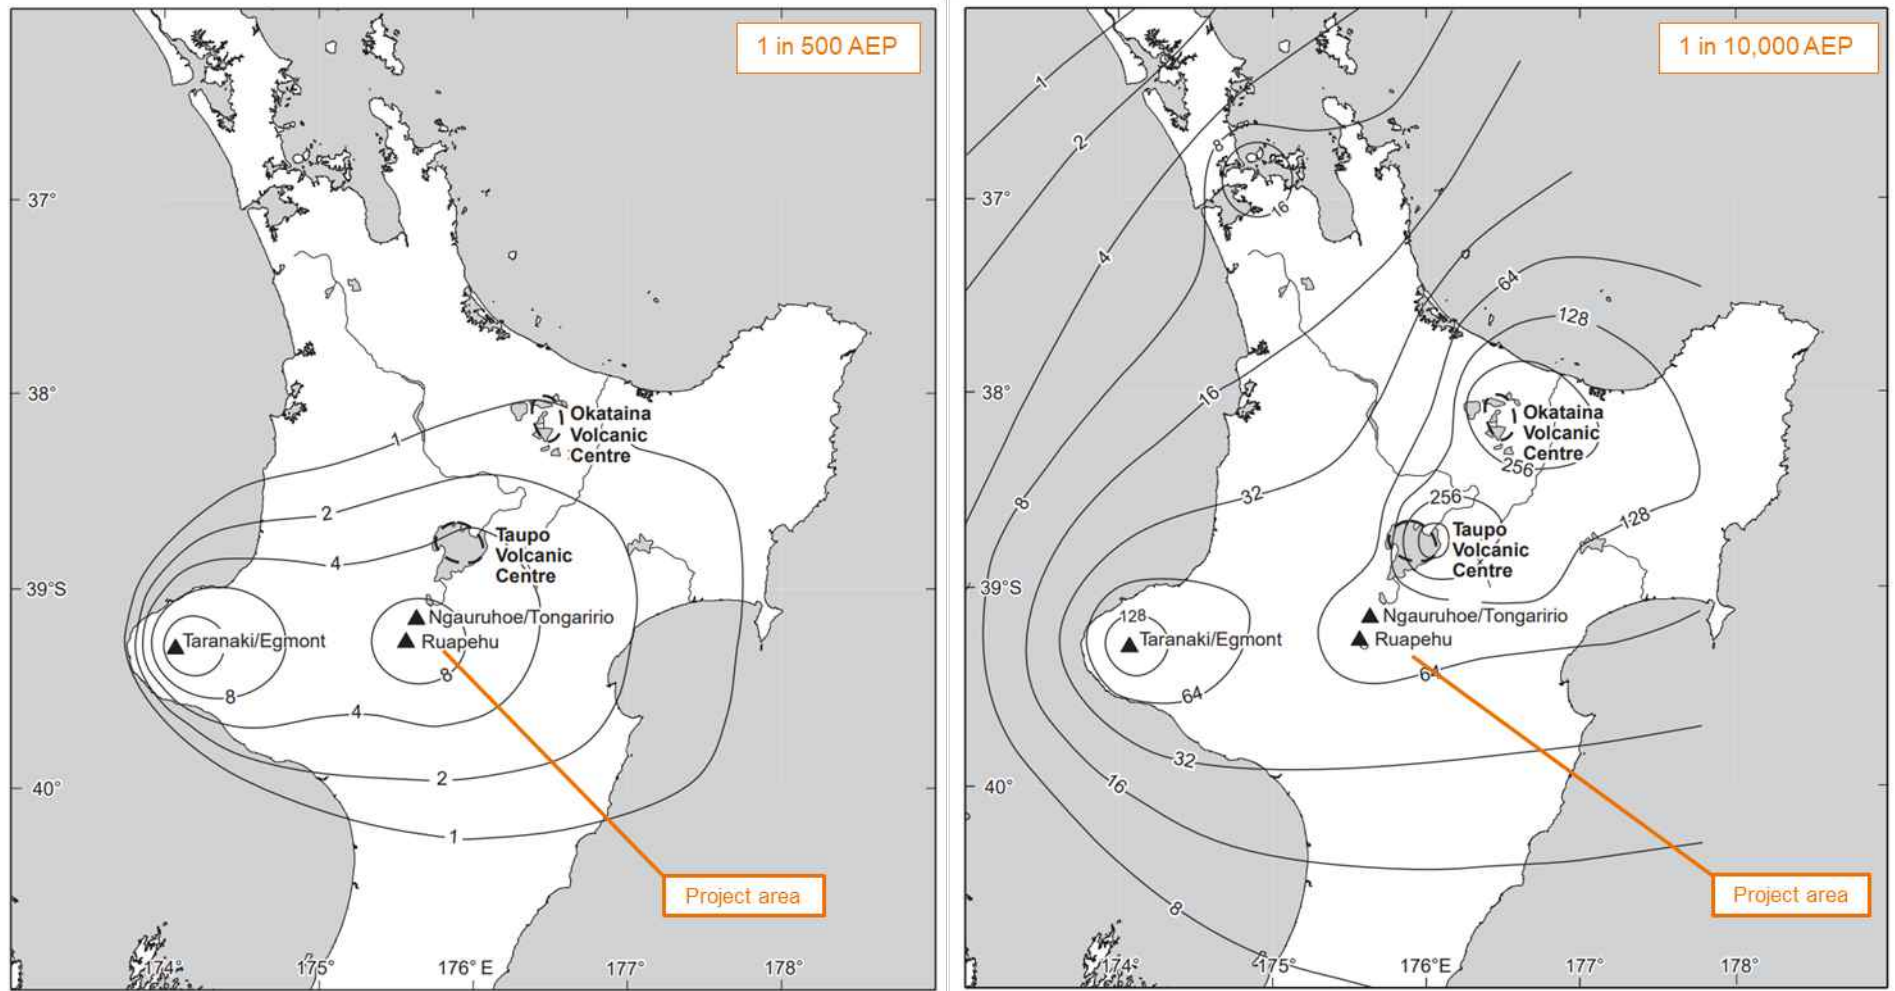 1 in 500 AEP
37°
38°
39°S
40°
174°
175°
176° E
177°
178°
1
2
4
8
8
4
2
1
Okataina
Volcanic
Centre
Taupo
Volcanic
Centre
Ngauruhoe/Tongaririo
Ruapehu
Taranaki/Egmont
Project area
1 in 10,000 AEP
37°
38°
39°S
40°
174°
175°
176°E
177°
178°
1
2
4
8
16
64
128
16
8
32
256
256
128
128
64
64
32
16
8
8
Okataina
Volcanic
Centre
Taupo
Volcanic
Centre
Ngauruhoe/Tongaririo
Ruapehu
Taranaki/Egmont
Project area